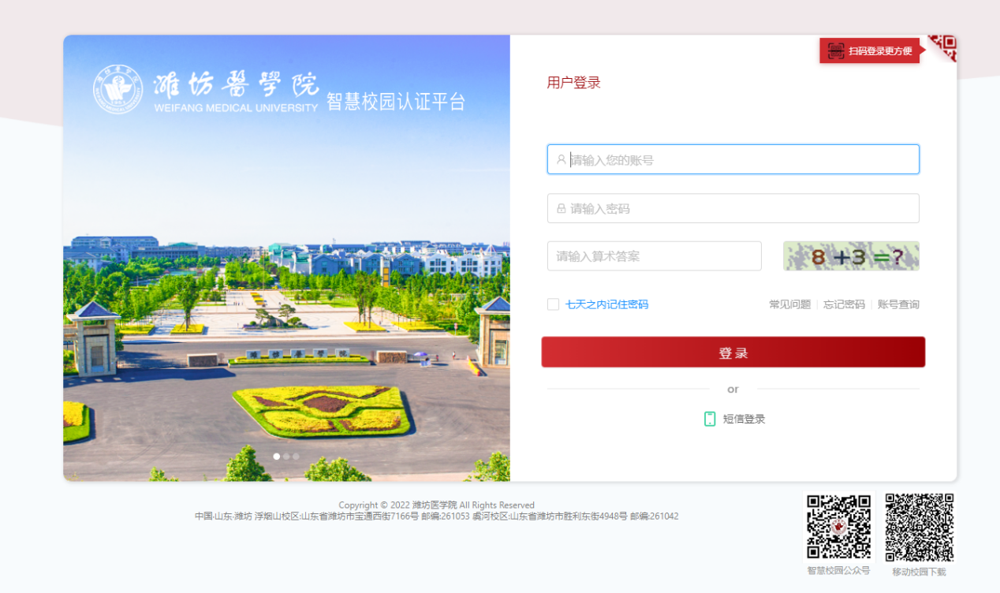 濰坊醫學院
WEIFANG MEDICAL UNIVERSITY
智慧校园认证平台
扫码登录更方便
用户登录
请输入您的账号
请输入密码
请输入算术答案
8+3=?
七天之内记住密码
常见问题 忘记密码 账号查询
登录
or
短信登录
Copyright © 2022 潍坊医学院 All Rights Reserved
中国·山东·潍坊 浮烟山校区:山东省潍坊市宝通西街7166号 邮编:261053 虞河校区:山东省潍坊市胜利东街4948号 邮编:261042
智慧校园公众号
移动校园下载